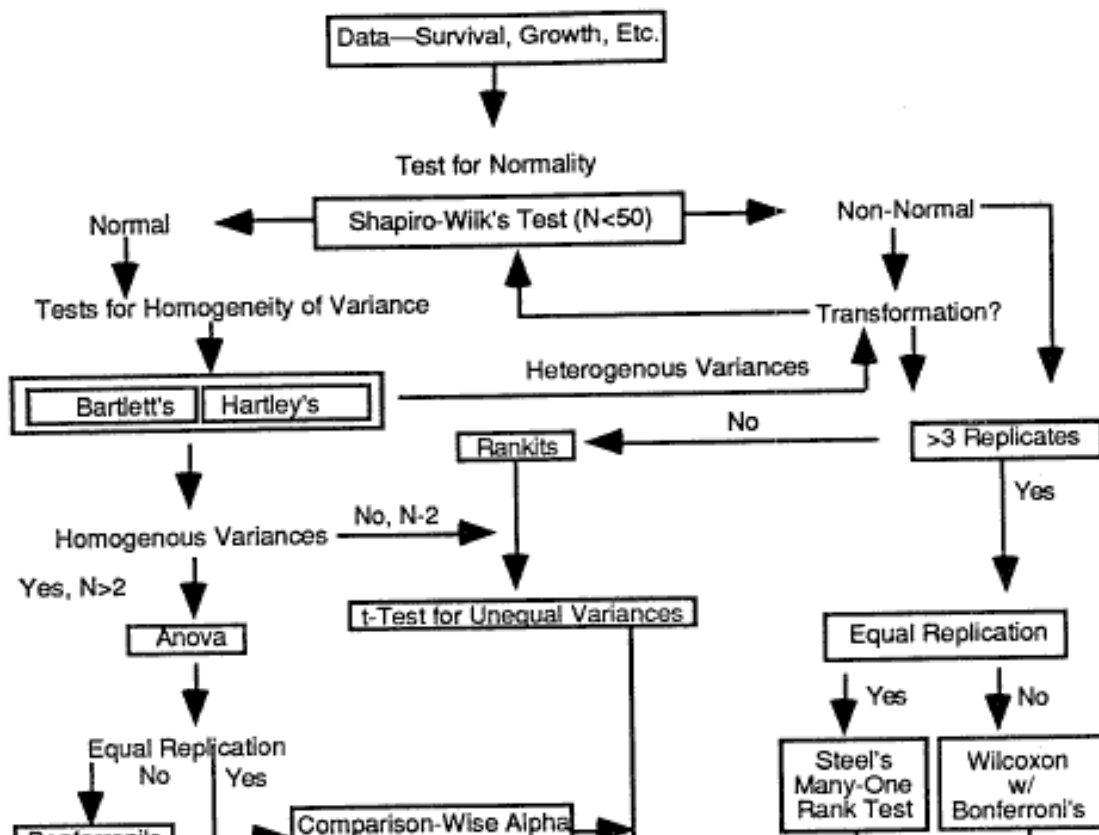 Data—Survival, Growth, Etc.
Test for Normality
Shapiro-Wilk's Test (N<50)
Normal
Non-Normal
Tests for Homogeneity of Variance
Transformation?
Heterogenous Variances
Bartlett's
Hartley's
No
Rankits
>3 Replicates
Yes
No, N-2
Homogenous Variances
Yes, N>2
t-Test for Unequal Variances
Anova
Equal Replication
Yes
No
Equal Replication
No
Yes
Steel's
Many-One
Rank Test
Wilcoxon
w/
Bonferroni's
Comparison-Wise Alpha
Bonferroni's